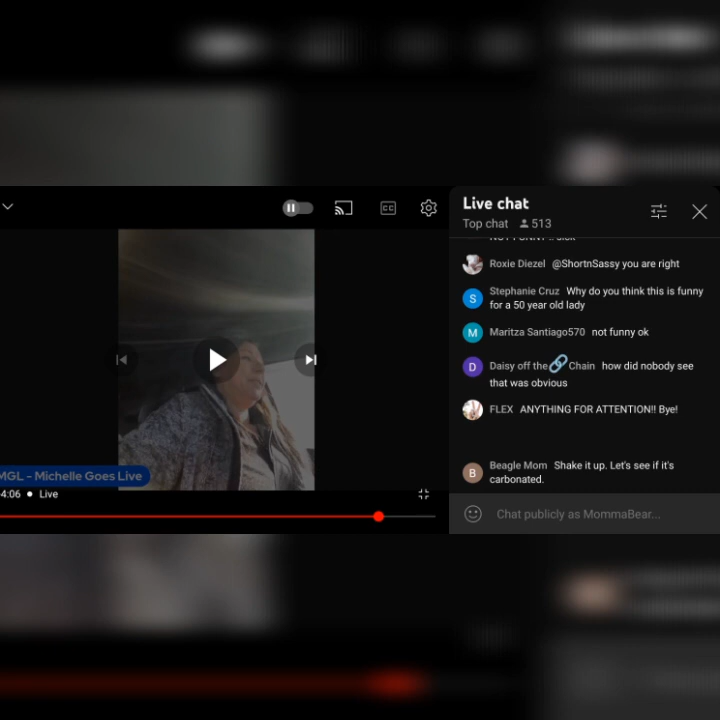 Live chat
Top chat 513
Roxie Diezel @ShortnSassy you are right
Stephanie Cruz Why do you think this is funny
for a 50 year old lady
Maritza Santiago570 not funny ok
Daisy off the🔗Chain how did nobody see
that was obvious
FLEX ANYTHING FOR ATTENTION!! Bye!
Beagle Mom Shake it up. Let's see if it's
carbonated.
Chat publicly as MommaBear...
CC
MGL - Michelle Goes Live
4:06 • Live
S
M
D
B